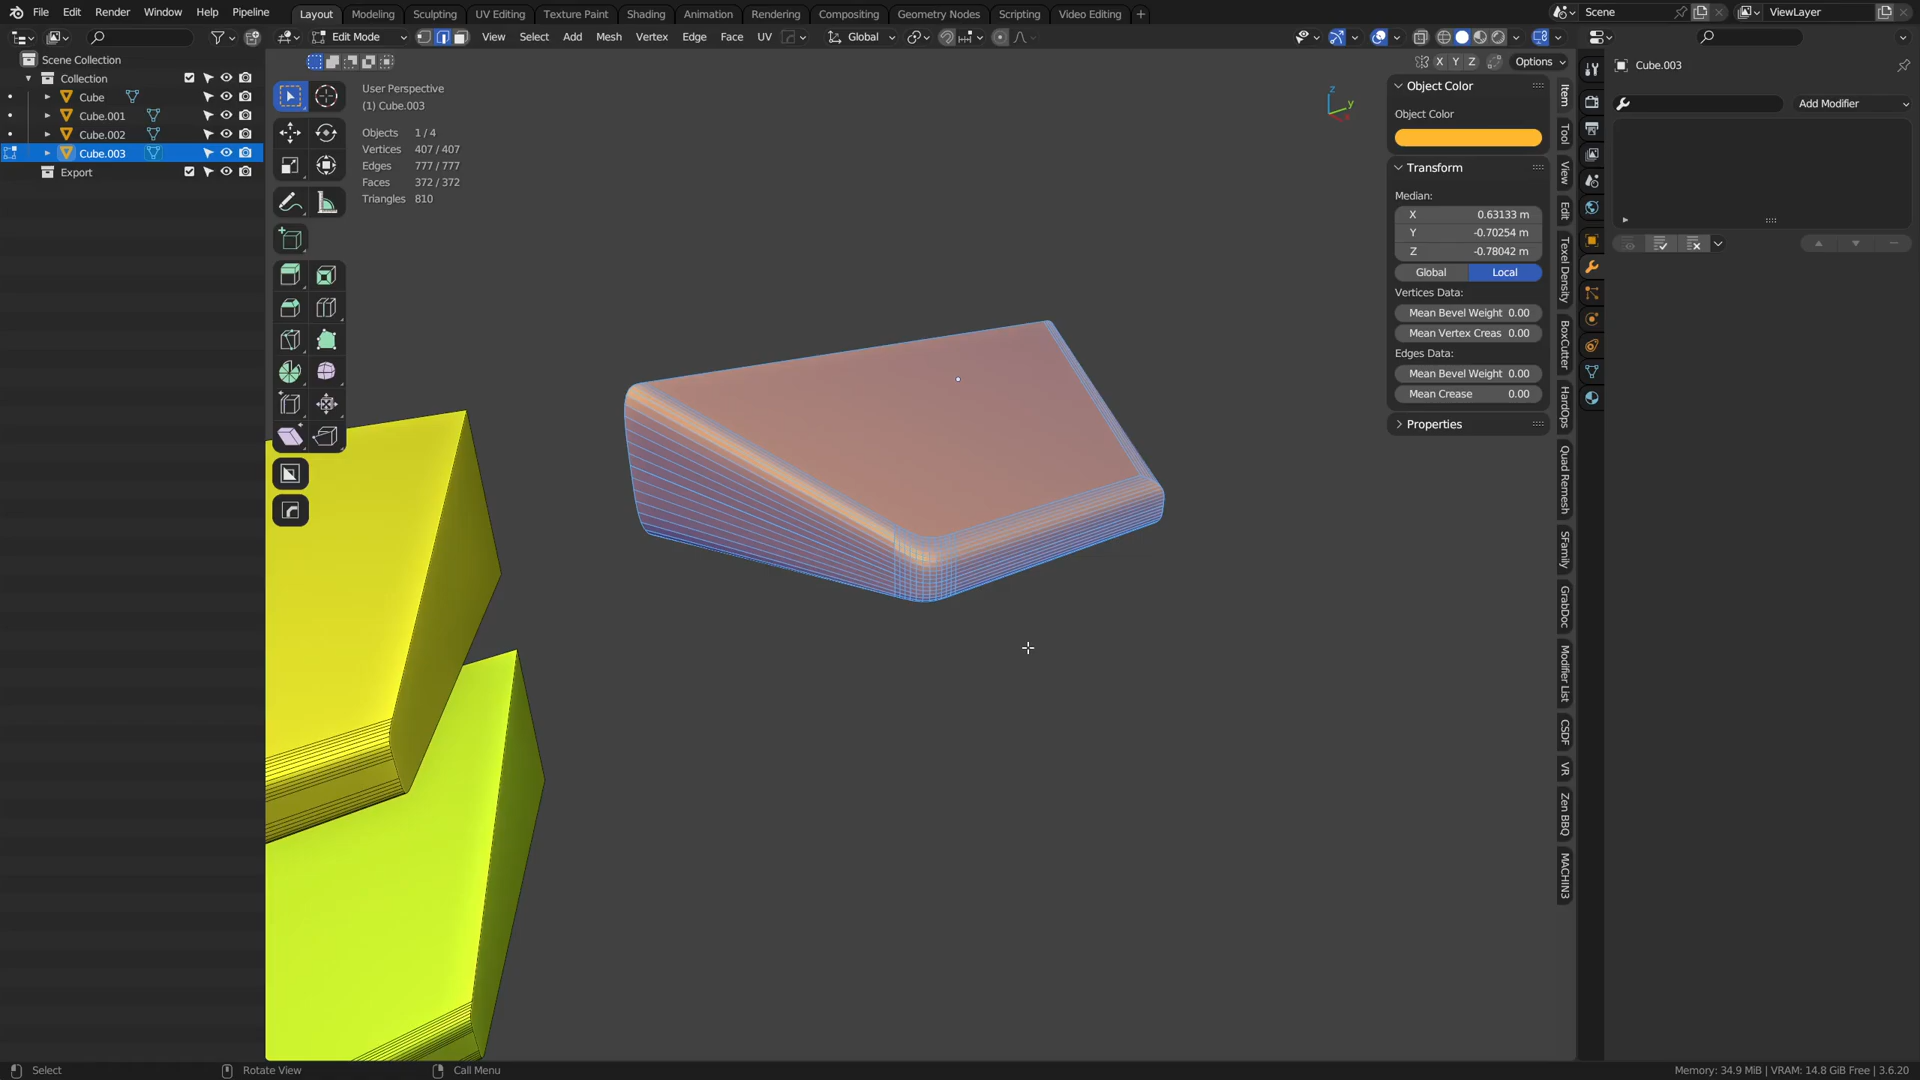 File Edit Render Window Help Pipeline Layout Modeling Sculpting UV Editing Texture Paint Shading Animation Rendering Compositing Geometry Nodes Scripting Video Editing + Scene ViewLayer
Edit Mode View Select Add Mesh Vertex Edge Face UV Global
Scene Collection
Collection
Cube
Cube.001
Cube.002
Cube.003
Export
X Y Z Options
User Perspective
(1) Cube.003
Objects 1 / 4
Vertices 407 / 407
Edges 777 / 777
Faces 372 / 372
Triangles 810
Z
Y
X
Object Color
Object Color
Transform
Median:
X 0.63133 m
Y -0.70254 m
Z -0.78042 m
Global Local
Vertices Data:
Mean Bevel Weight 0.00
Mean Vertex Creas 0.00
Edges Data:
Mean Bevel Weight 0.00
Mean Crease 0.00
Properties
Item
Tool
View
Edit
Texel Density
BoxCutter
HardOps
Quad Remesh
SFamily
GrabDoc
Modifier List
CSDF
VR
Zen BBQ
MACHIN3
Cube.003
Add Modifier
Select Rotate View Call Menu Memory: 34.9 MiB | VRAM: 14.8 GiB Free | 3.6.20